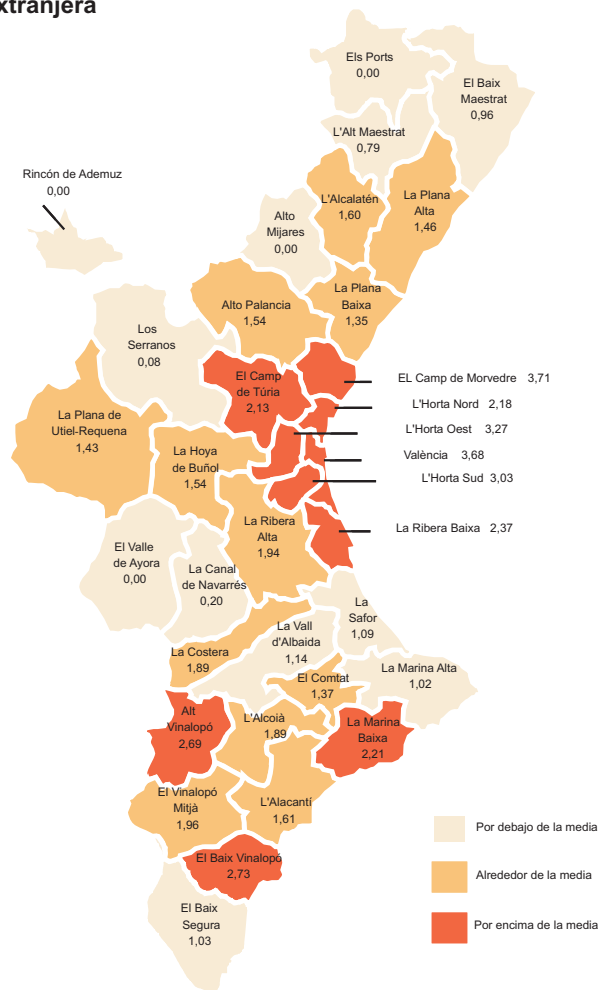 xtranjera
Els Ports
0,00
El Baix
Maestrat
0,96
L'Alt Maestrat
0,79
Rincón de Ademuz
0,00
L'Alcalatén
1,60
La Plana
Alta
1,46
Alto
Mijares
0,00
La Plana
Baixa
1,35
Alto Palancia
1,54
Los
Serranos
0,08
El Camp
de Túria
2,13
EL Camp de Morvedre 3,71
L'Horta Nord 2,18
L'Horta Oest 3,27
València 3,68
L'Horta Sud 3,03
La Plana de
Utiel-Requena
1,43
La Hoya
de Buñol
1,54
La Ribera
Alta
1,94
La Ribera Baixa 2,37
El Valle
de Ayora
0,00
La Canal
de Navarrés
0,20
La
Safor
1,09
La Vall
d'Albaida
1,14
La Costera
1,89
La Marina Alta
1,02
El Comtat
1,37
Alt
Vinalopó
2,69
L'Alcoià
1,89
La Marina
Baixa
2,21
El Vinalopó
Mitjà
1,96
L'Alacantí
1,61
Por debajo de la media
El Baix Vinalopó
2,73
Alrededor de la media
El Baix
Segura
1,03
Por encima de la media